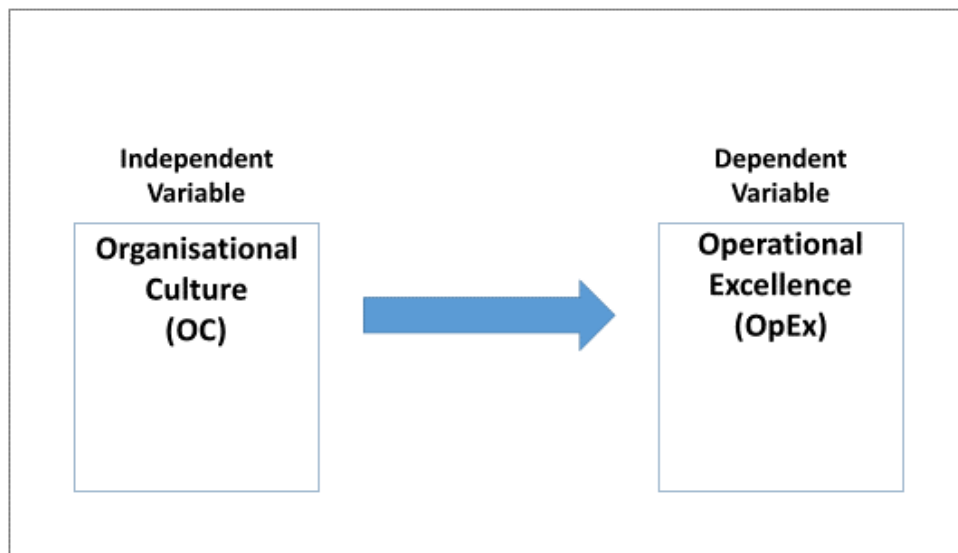 Independent
Variable
Organisational
Culture
(OC)
Dependent
Variable
Operational
Excellence
(OpEx)